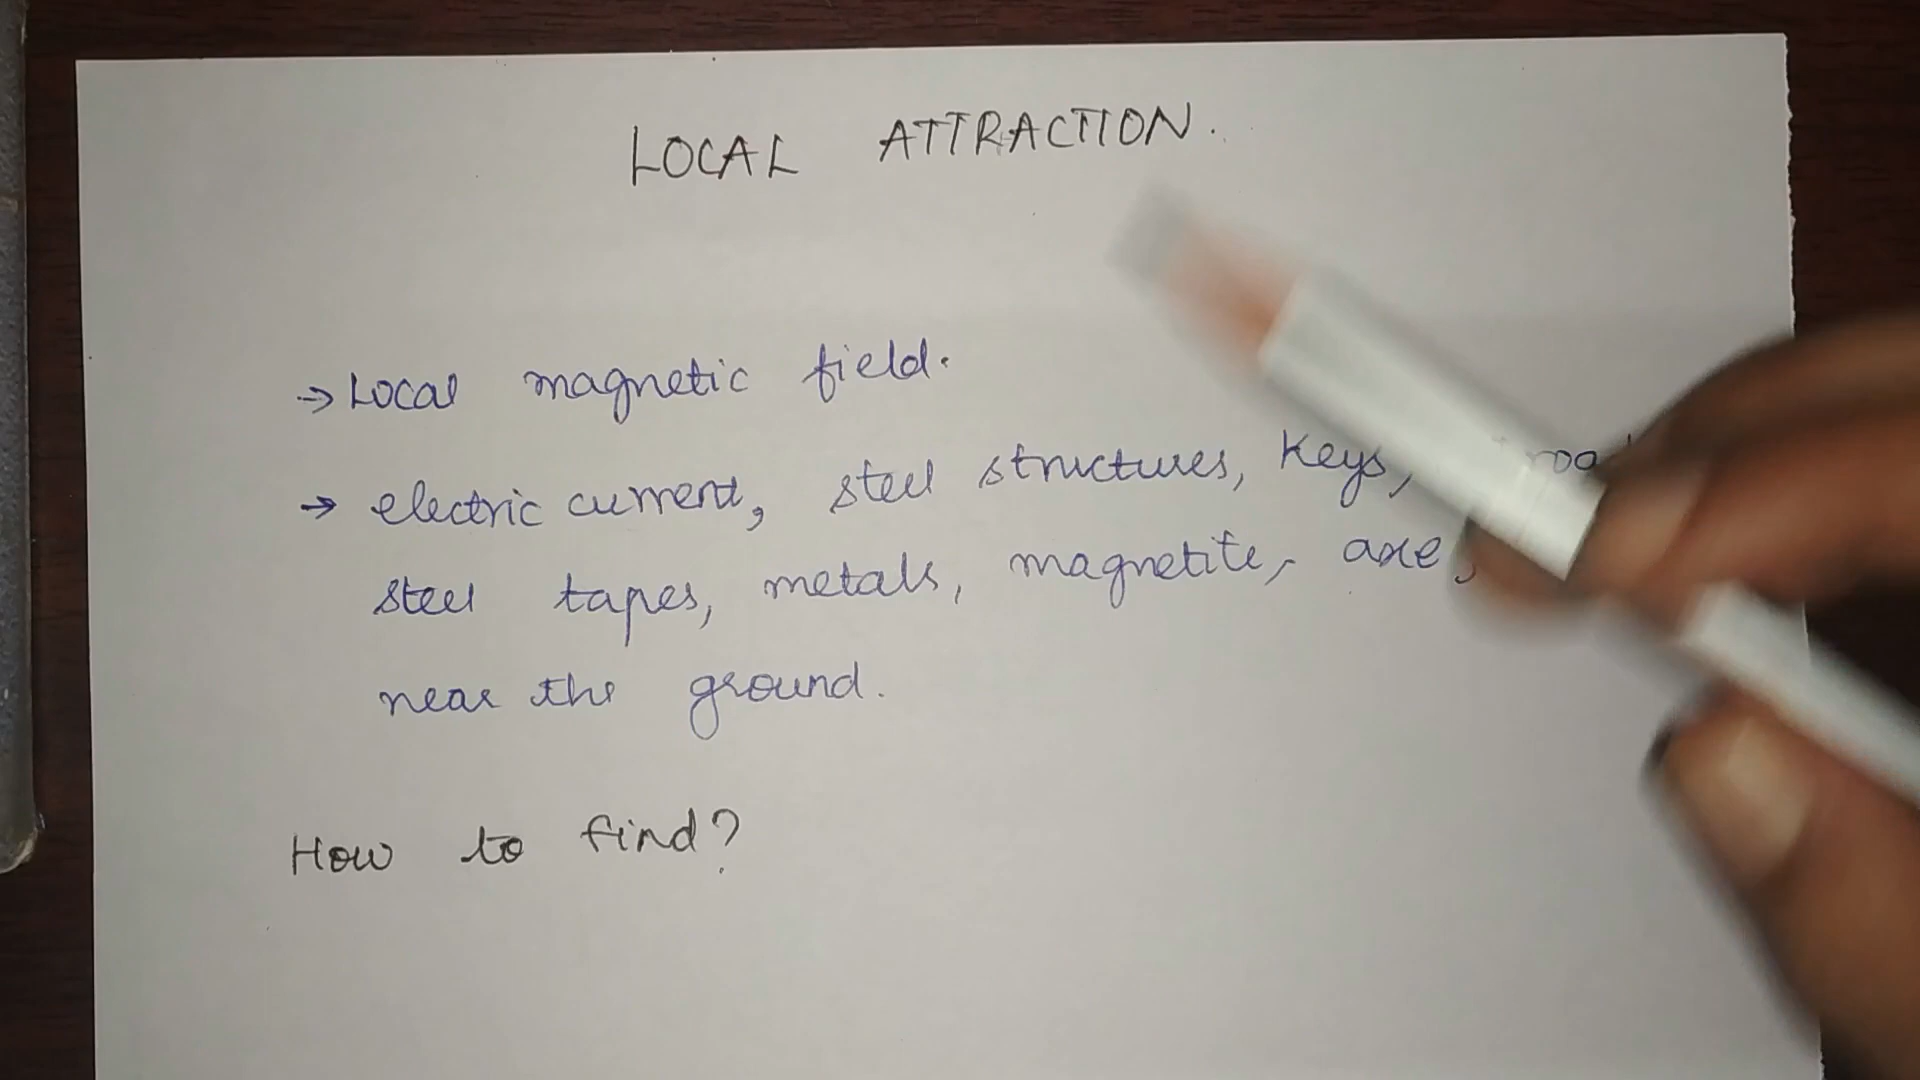 LOCAL ATTRACTION.
→ Local magnetic field.
→ electric current, steel structures, Keys,
steel tapes, metals, magnetite, axe,
near the ground.
How to find?